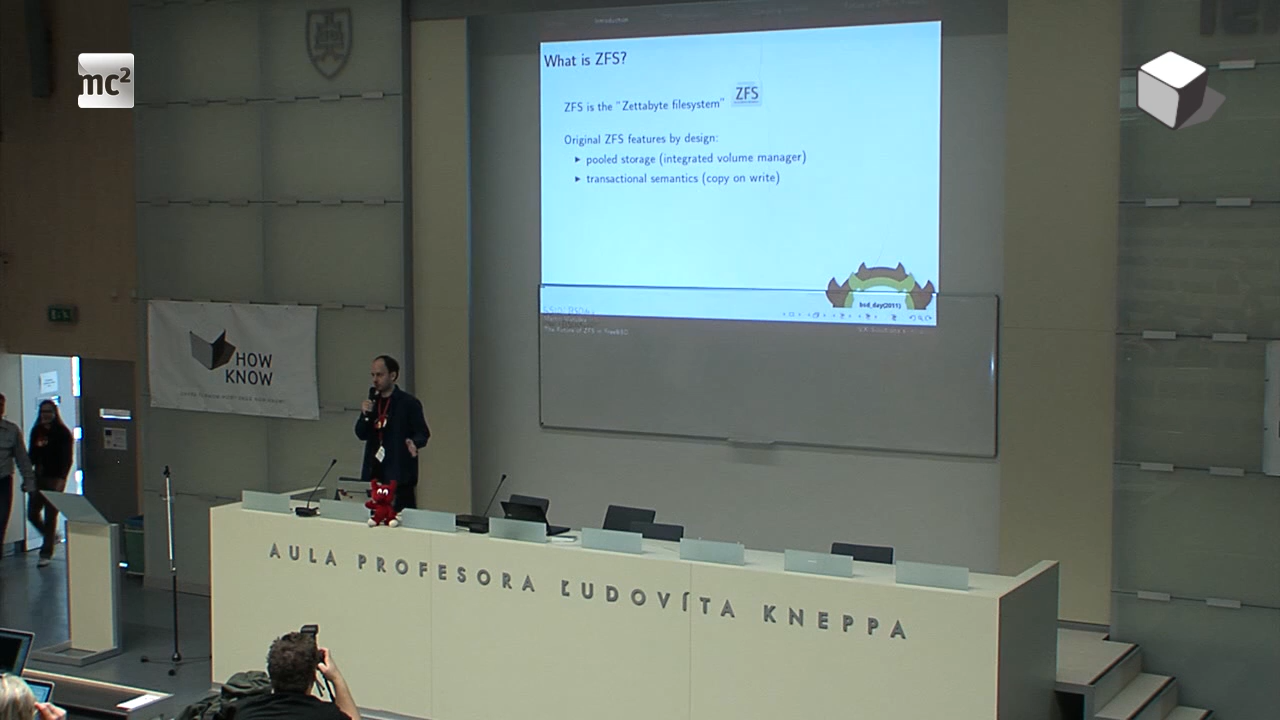 mc²
Introduction
What is ZFS?
ZFS is the "Zettabyte filesystem"
ZFS
Original ZFS features by design:
▸ pooled storage (integrated volume manager)
▸ transactional semantics (copy on write)
bsd_day(2011)
The Future of ZFS in FreeBSD
HOW
KNOW
AULA PROFESORA ĽUDOVÍTA KNEPPA